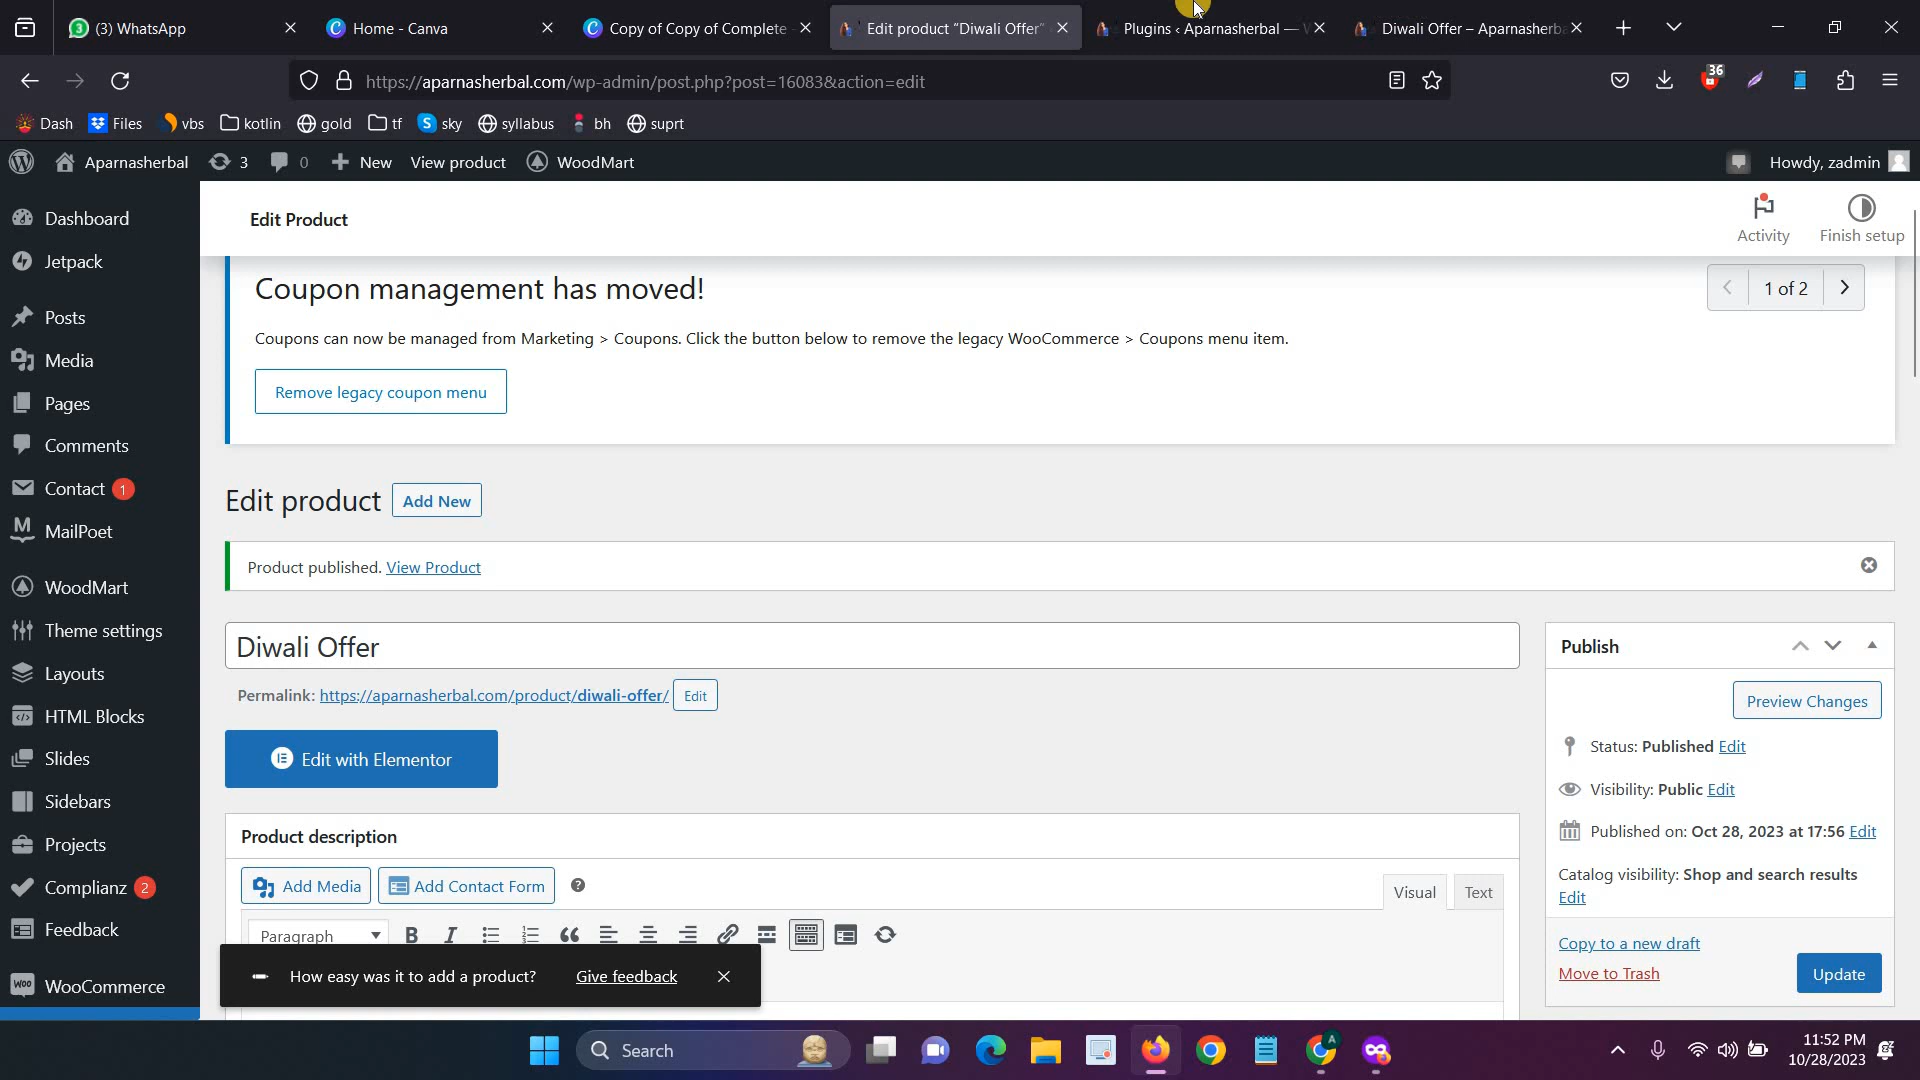 (3) WhatsApp
Home - Canva
Copy of Copy of Complete
Edit product “Diwali Offer”
Plugins ‹ Aparnasherbal —
Diwali Offer – Aparnasherba
https://aparnasherbal.com/wp-admin/post.php?post=16083&action=edit
36
Dash
Files
vbs
kotlin
gold
tf
sky
syllabus
bh
suprt
Aparnasherbal
3
0
New
View product
WoodMart
Howdy, zadmin
Dashboard
Jetpack
Posts
Media
Pages
Comments
Contact 1
MailPoet
WoodMart
Theme settings
Layouts
HTML Blocks
Slides
Sidebars
Projects
Complianz 2
Feedback
WooCommerce
Edit Product
Activity
Finish setup
Coupon management has moved!
1 of 2
Coupons can now be managed from Marketing > Coupons. Click the button below to remove the legacy WooCommerce > Coupons menu item.
Remove legacy coupon menu
Edit product
Add New
Product published. View Product
Diwali Offer
Permalink: https://aparnasherbal.com/product/diwali-offer/ Edit
Edit with Elementor
Product description
Add Media
Add Contact Form
Visual
Text
Paragraph
B
I
How easy was it to add a product?
Give feedback
Publish
Preview Changes
Status: Published Edit
Visibility: Public Edit
Published on: Oct 28, 2023 at 17:56 Edit
Catalog visibility: Shop and search results
Edit
Copy to a new draft
Move to Trash
Update
Search
11:52 PM
10/28/2023